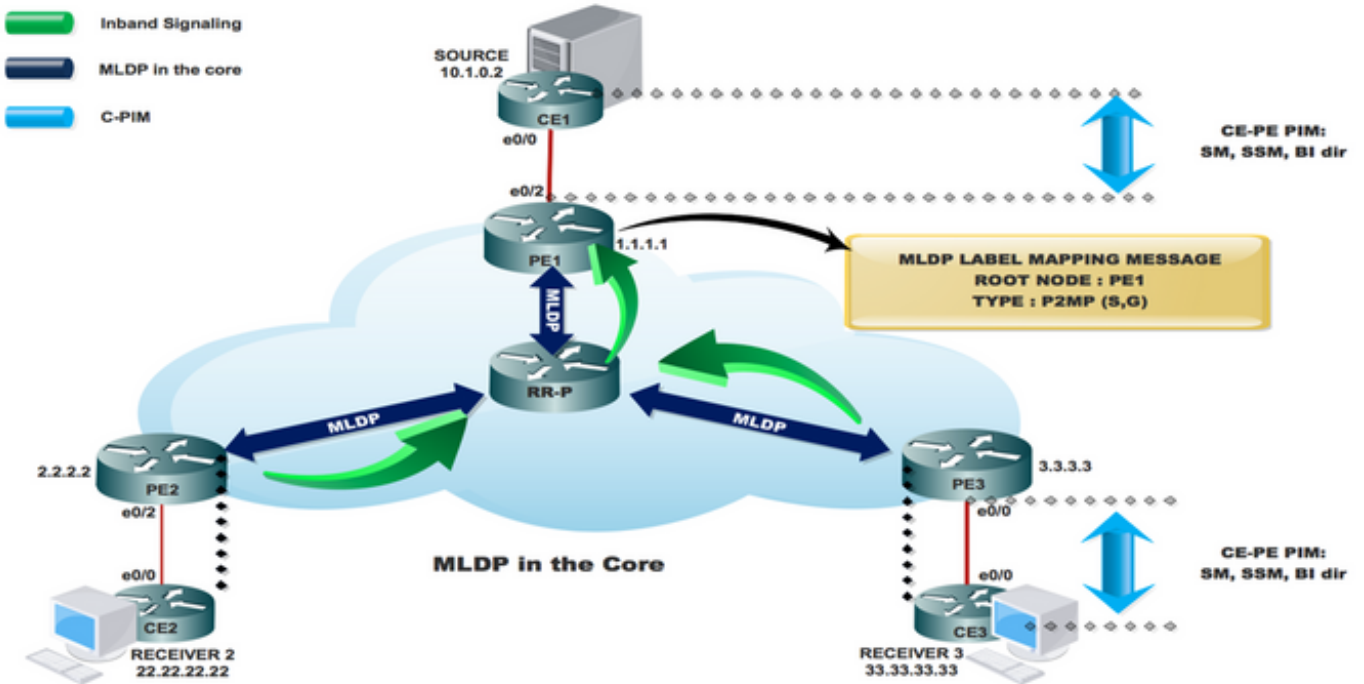 Inband Signaling
MLDP in the core
C-PIM
SOURCE
10.1.0.2
CE1
e0/0
CE-PE PIM:
SM, SSM, BI dir
e0/2
PE1
1.1.1.1
MLDP LABEL MAPPING MESSAGE
ROOT NODE : PE1
TYPE : P2MP (S,G)
MLDP
RR-P
MLDP
MLDP
2.2.2.2
PE2
e0/2
PE3
3.3.3.3
e0/0
MLDP in the Core
e0/0
CE2
RECEIVER 2
22.22.22.22
e0/0
CE3
RECEIVER 3
33.33.33.33
CE-PE PIM:
SM, SSM, BI dir